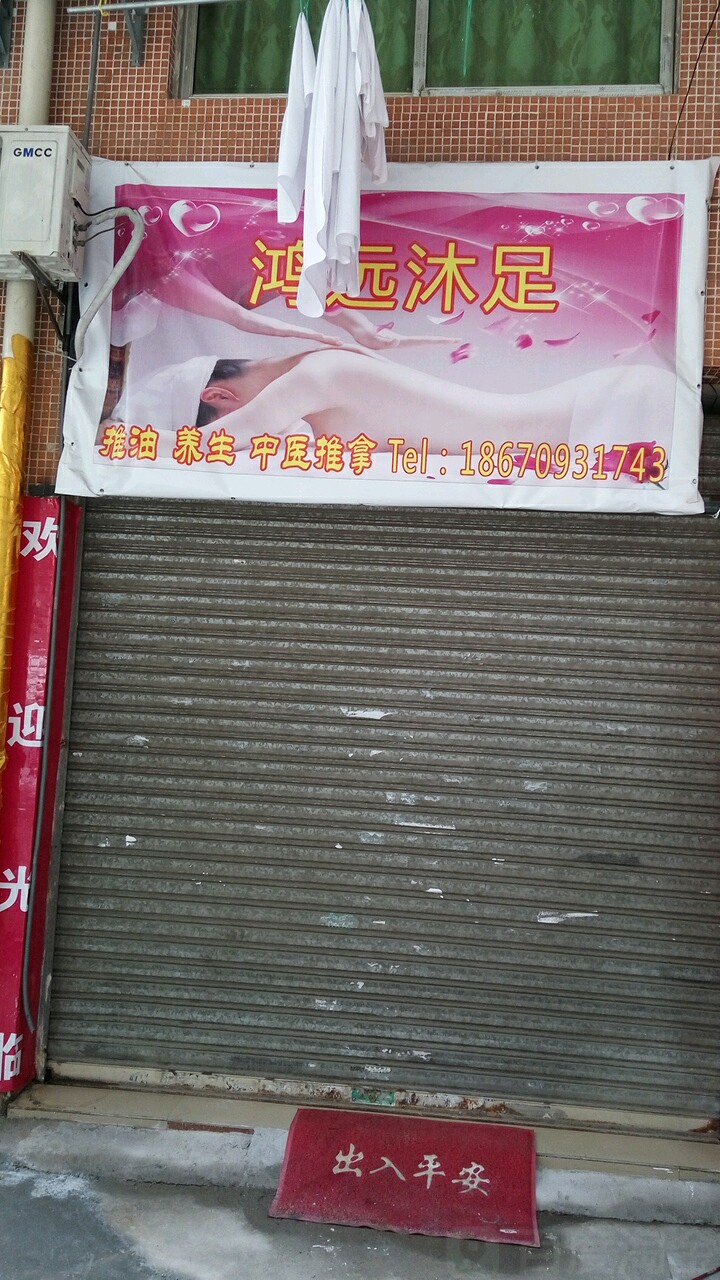 GMCC
鸿远沐足
推油 养生 中医推拿 Tel：18670931743
欢
迎
光
临
出入平安